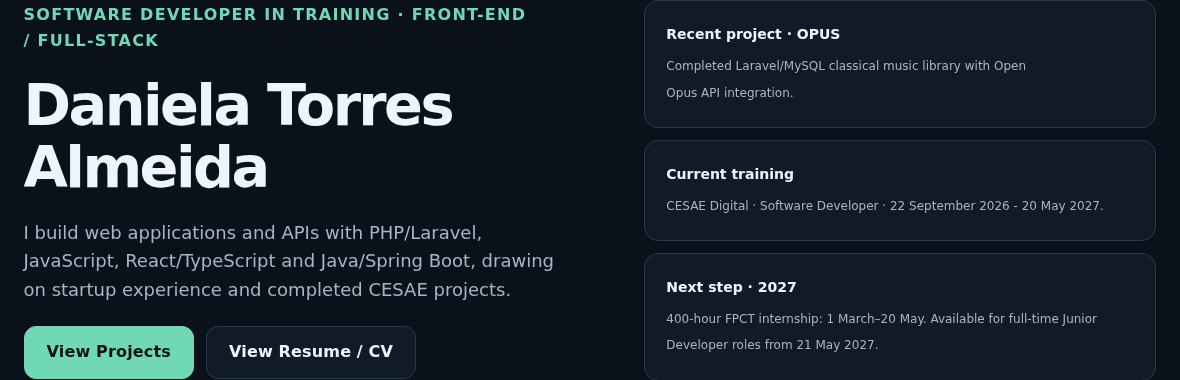 SOFTWARE DEVELOPER IN TRAINING · FRONT-END
/ FULL-STACK
Daniela Torres
Almeida
I build web applications and APIs with PHP/Laravel,
JavaScript, React/TypeScript and Java/Spring Boot, drawing
on startup experience and completed CESAE projects.
View Projects
View Resume / CV
Recent project · OPUS
Completed Laravel/MySQL classical music library with Open
Opus API integration.
Current training
CESAE Digital · Software Developer · 22 September 2026 - 20 May 2027.
Next step · 2027
400-hour FPCT internship: 1 March–20 May. Available for full-time Junior
Developer roles from 21 May 2027.